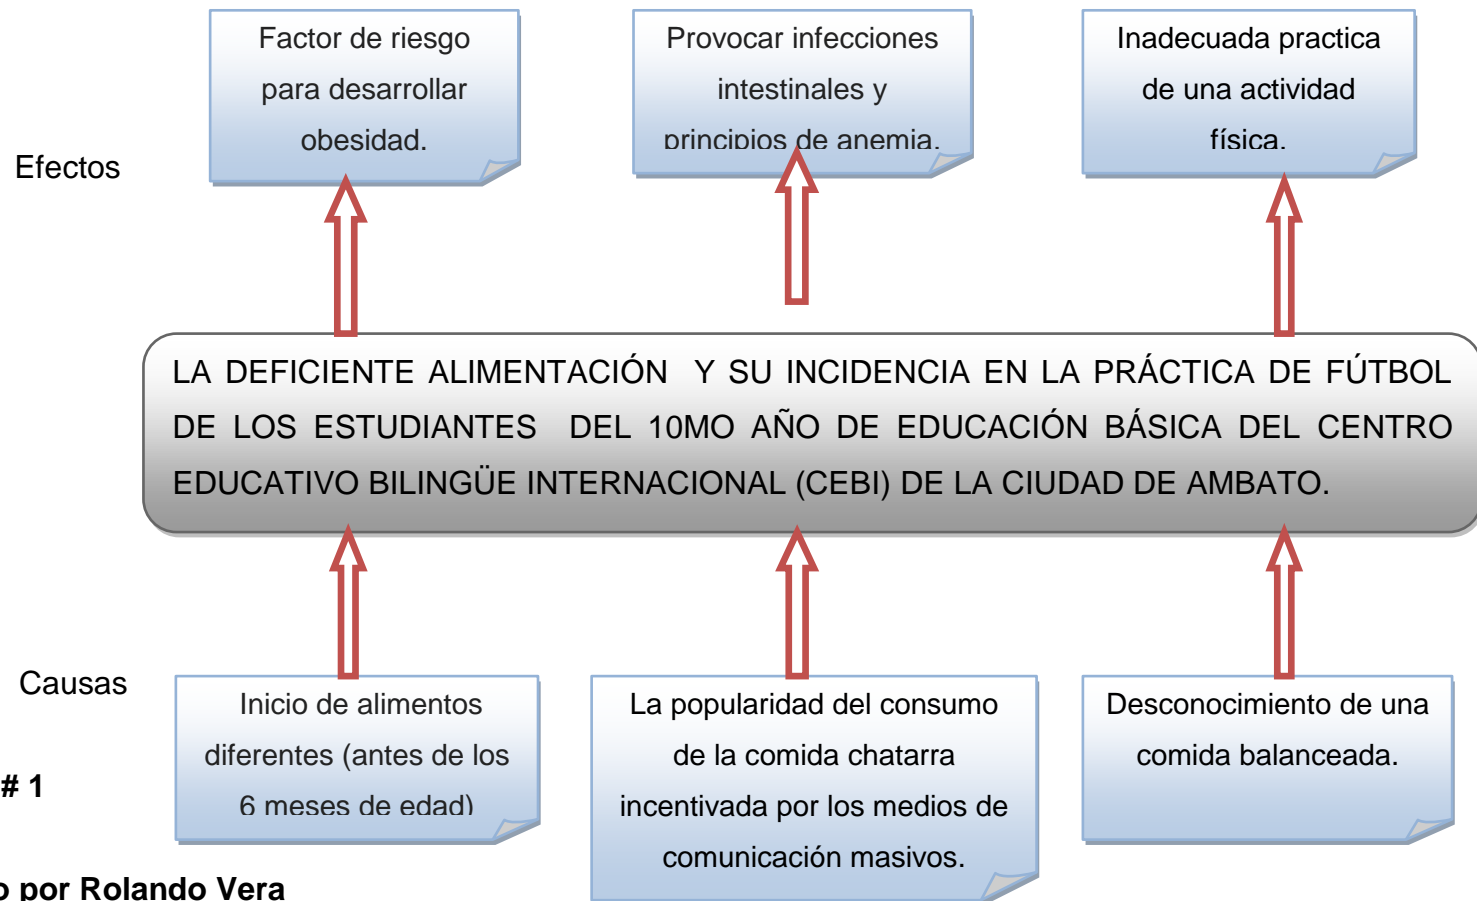 Factor de riesgo
para desarrollar
obesidad.
Provocar infecciones
intestinales y
principios de anemia.
Inadecuada practica
de una actividad
física.
Efectos
LA DEFICIENTE ALIMENTACIÓN Y SU INCIDENCIA EN LA PRÁCTICA DE FÚTBOL
DE LOS ESTUDIANTES DEL 10MO AÑO DE EDUCACIÓN BÁSICA DEL CENTRO
EDUCATIVO BILINGÜE INTERNACIONAL (CEBI) DE LA CIUDAD DE AMBATO.
Causas
Inicio de alimentos
diferentes (antes de los
6 meses de edad)
La popularidad del consumo
de la comida chatarra
incentivada por los medios de
comunicación masivos.
Desconocimiento de una
comida balanceada.
# 1
por Rolando Vera